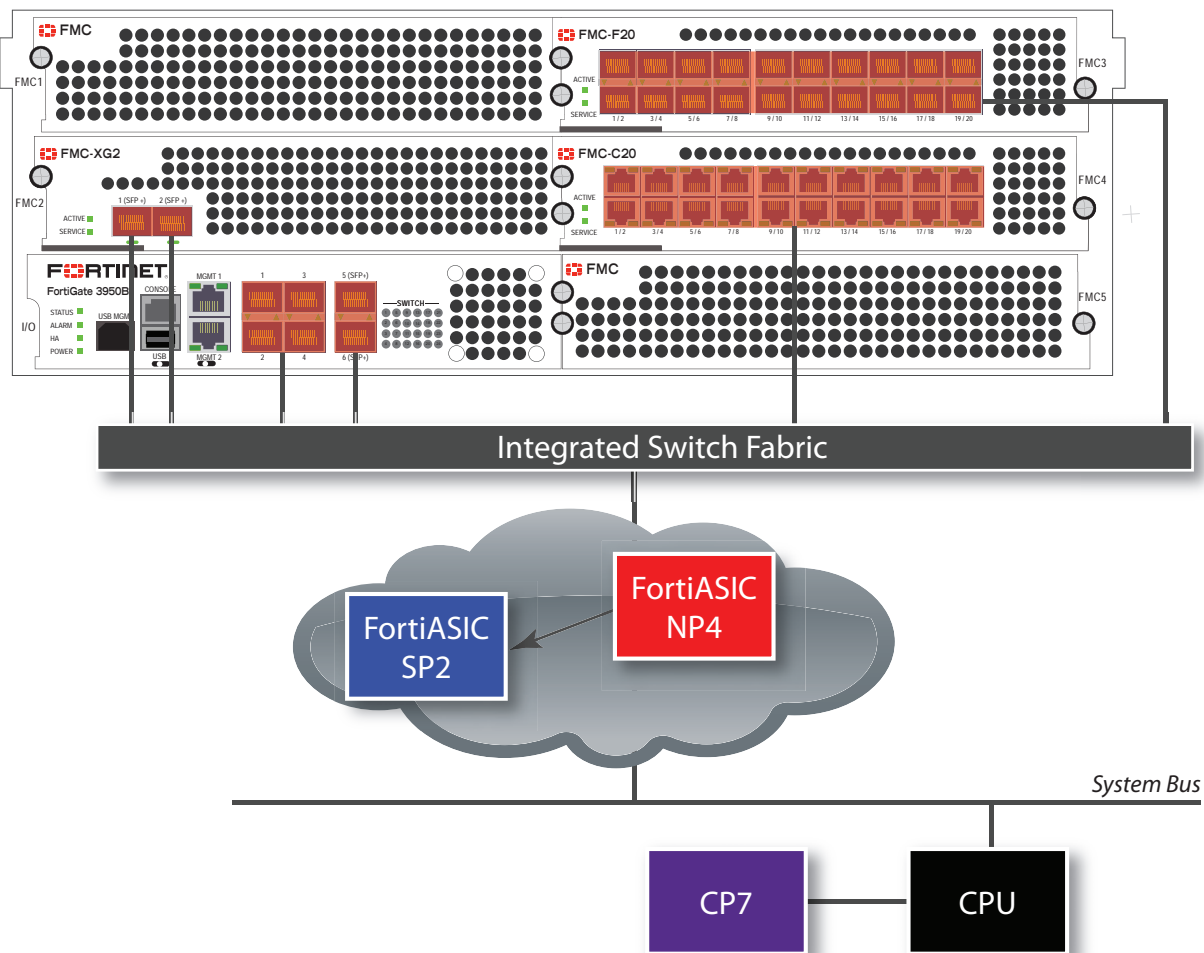 FMC
FMC1
FMC-F20
ACTIVE
SERVICE
1 / 2
3 / 4
5 / 6
7 / 8
9 / 10
11 / 12
13 / 14
15 / 16
17 / 18
19 / 20
FMC3
FMC-XG2
FMC2
1 (SFP +)
2 (SFP +)
ACTIVE
SERVICE
FMC-C20
ACTIVE
SERVICE
1 / 2
3 / 4
5 / 6
7 / 8
9 / 10
11 / 12
13 / 14
15 / 16
17 / 18
19 / 20
FMC4
FORTINET
FortiGate 3950B
I/O
STATUS
ALARM
HA
POWER
USB MGM
CONSOLE
USB
MGMT 1
MGMT 2
1
3
2
4
5 (SFP+)
6 (SFP+)
SWITCH
FMC
FMC5
Integrated Switch Fabric
FortiASIC
NP4
FortiASIC
SP2
System Bus
CP7
CPU